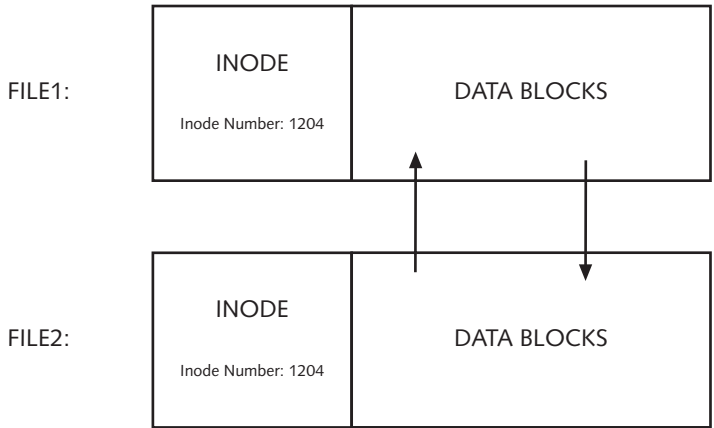 FILE1:
INODE
Inode Number: 1204
DATA BLOCKS
FILE2:
INODE
Inode Number: 1204
DATA BLOCKS